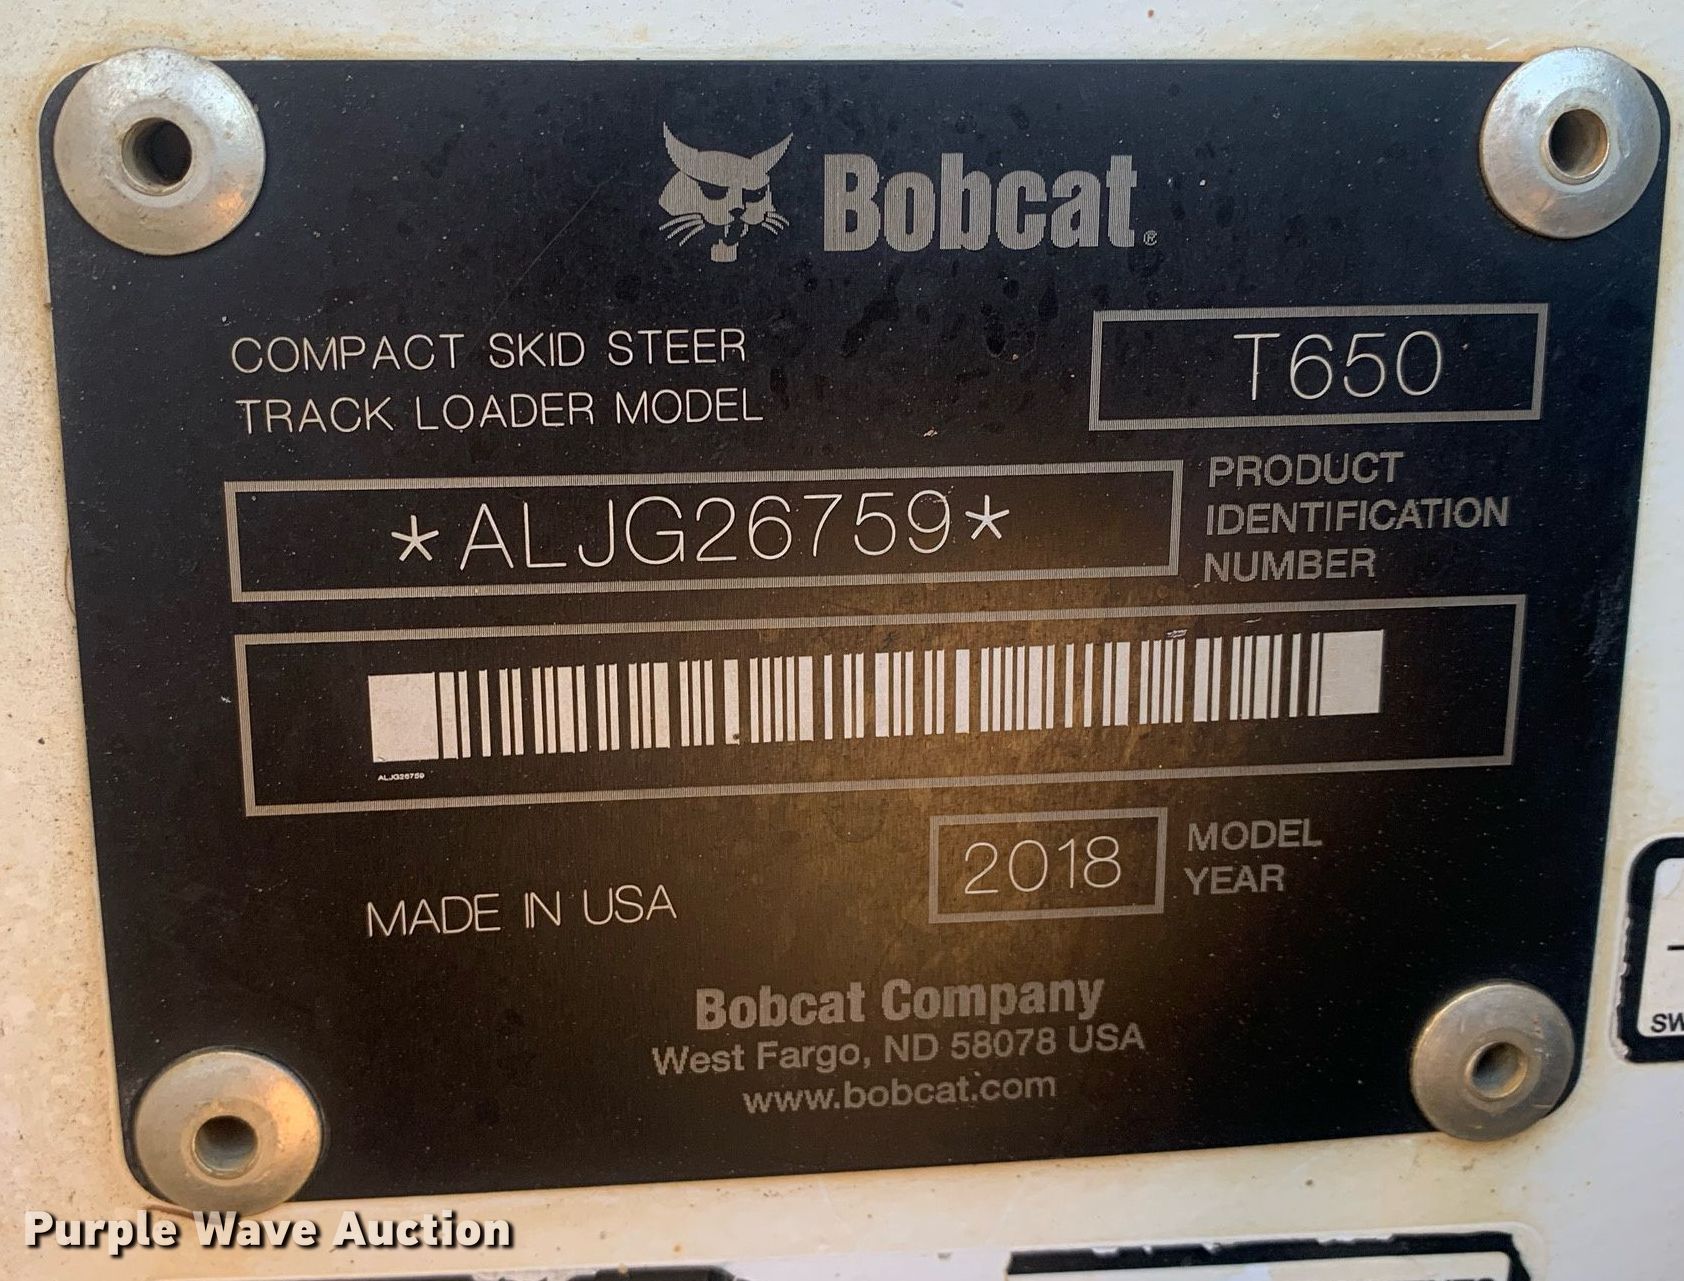 Bobcat®
COMPACT SKID STEER
TRACK LOADER MODEL
T650
*ALJG26759*
PRODUCT
IDENTIFICATION
NUMBER
ALJG26759
2018
MODEL
YEAR
MADE IN USA
Bobcat Company
West Fargo, ND 58078 USA
www.bobcat.com
SW
Purple Wave Auction